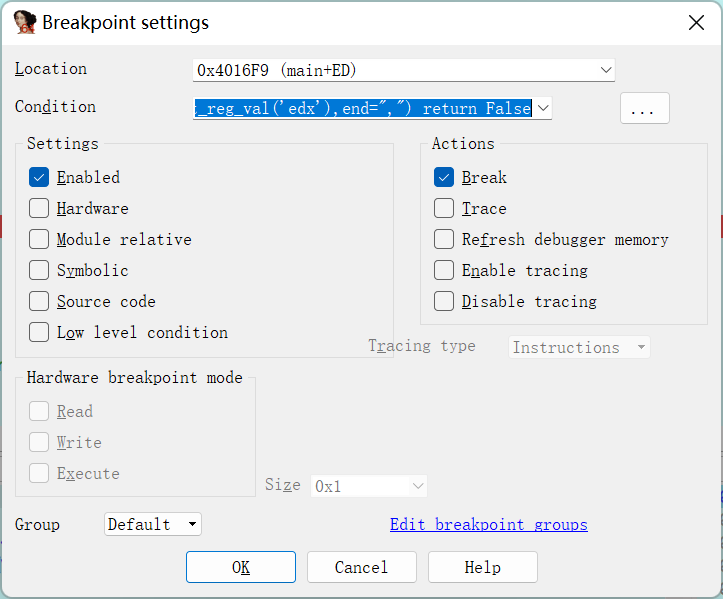 Breakpoint settings
Location 0x4016F9 (main+ED)
Condition _reg_val('edx'),end=",") return False ...
Settings Actions
Enabled Break
Hardware Trace
Module relative Refresh debugger memory
Symbolic Enable tracing
Source code Disable tracing
Low level condition
Tracing type Instructions
Hardware breakpoint mode
Read
Write
Execute
Size 0x1
Group Default Edit breakpoint groups
OK Cancel Help